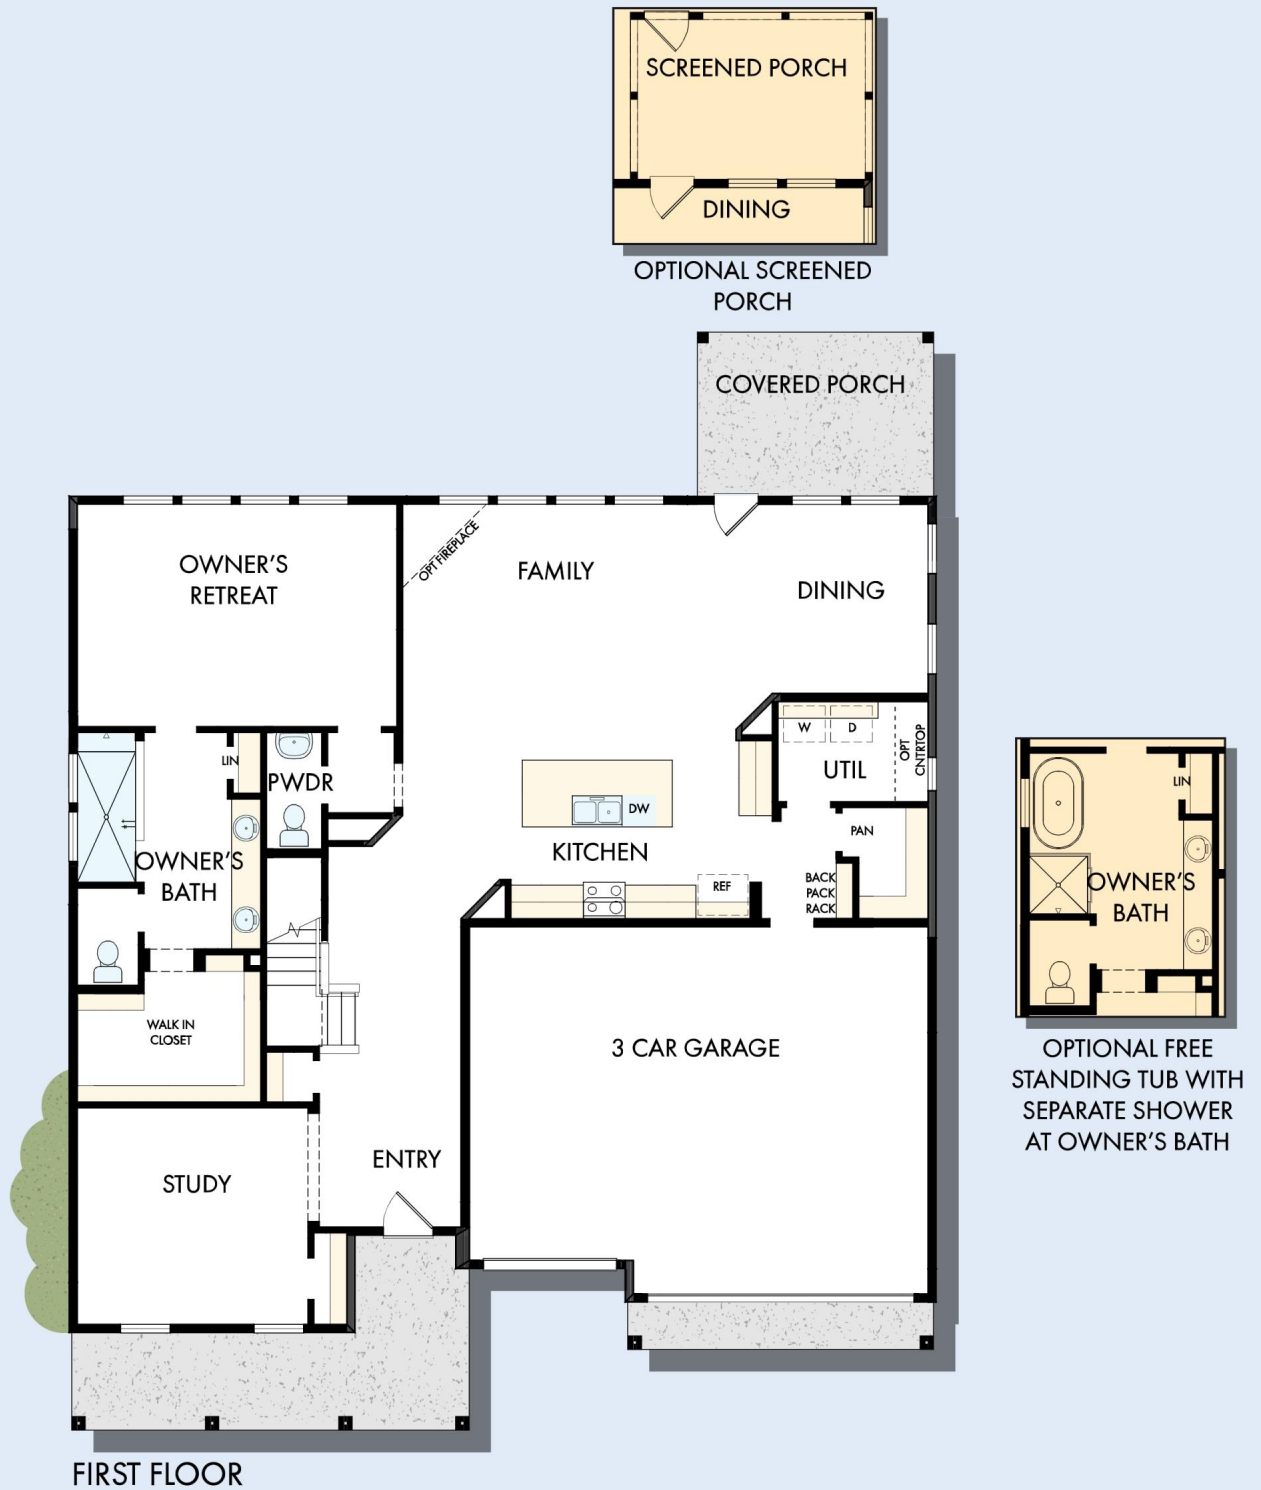 SCREENED PORCH
DINING
OPTIONAL SCREENED
PORCH
COVERED PORCH
OWNER'S
RETREAT
OPT FIREPLACE
FAMILY
DINING
W
D
OPT
CNTRTOP
UTIL
LIN
PWDR
DW
PAN
KITCHEN
OWNER'S
BATH
REF
BACK
PACK
RACK
WALK IN
CLOSET
3 CAR GARAGE
STUDY
ENTRY
LIN
OWNER'S
BATH
OPTIONAL FREE
STANDING TUB WITH
SEPARATE SHOWER
AT OWNER'S BATH
FIRST FLOOR